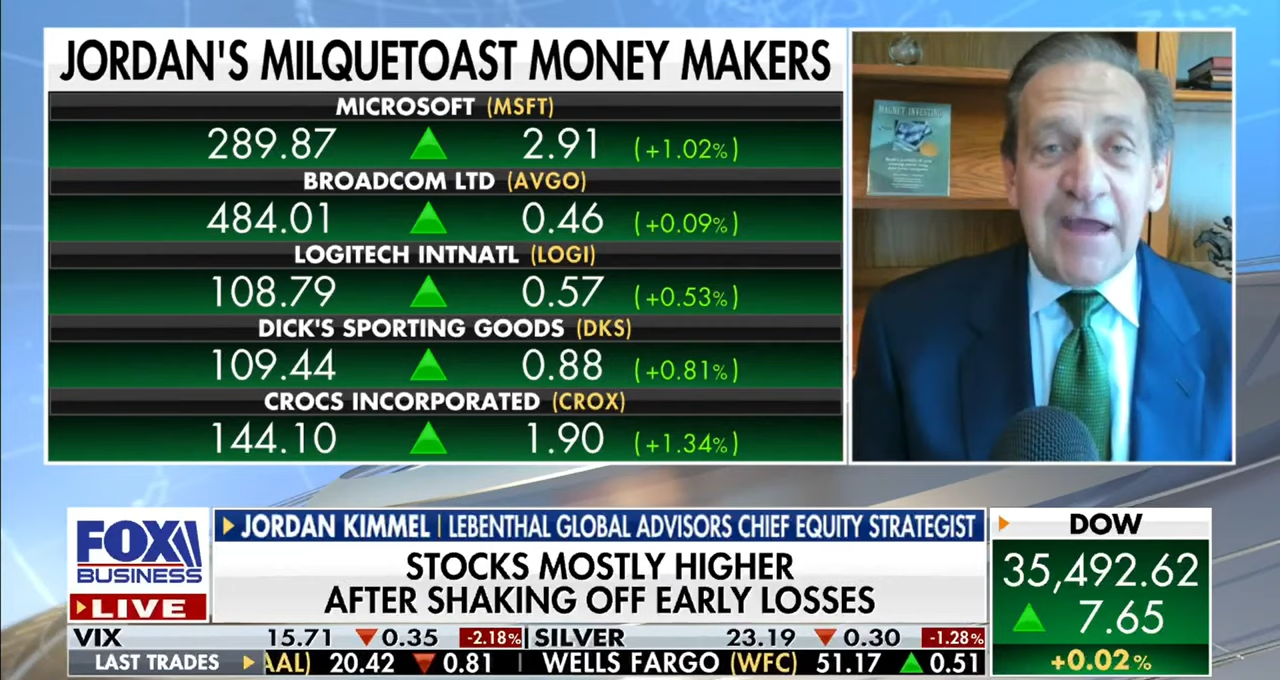 JORDAN'S MILQUETOAST MONEY MAKERS
MICROSOFT (MSFT)
289.87 ▲ 2.91 (+1.02%)
BROADCOM LTD (AVGO)
484.01 ▲ 0.46 (+0.09%)
LOGITECH INTNATL (LOGI)
108.79 ▲ 0.57 (+0.53%)
DICK'S SPORTING GOODS (DKS)
109.44 ▲ 0.88 (+0.81%)
CROCS INCORPORATED (CROX)
144.10 ▲ 1.90 (+1.34%)
MAGNET INVESTING
JORDAN KIMMEL | LEBENTHAL GLOBAL ADVISORS CHIEF EQUITY STRATEGIST
STOCKS MOSTLY HIGHER
AFTER SHAKING OFF EARLY LOSSES
FOX
BUSINESS
LIVE
DOW
35,492.62
▲ 7.65
+0.02%
VIX 15.71 ▼ 0.35 -2.18% SILVER 23.19 ▼ 0.30 -1.28%
LAST TRADES AAL) 20.42 ▼ 0.81 | WELLS FARGO (WFC) 51.17 ▲ 0.51